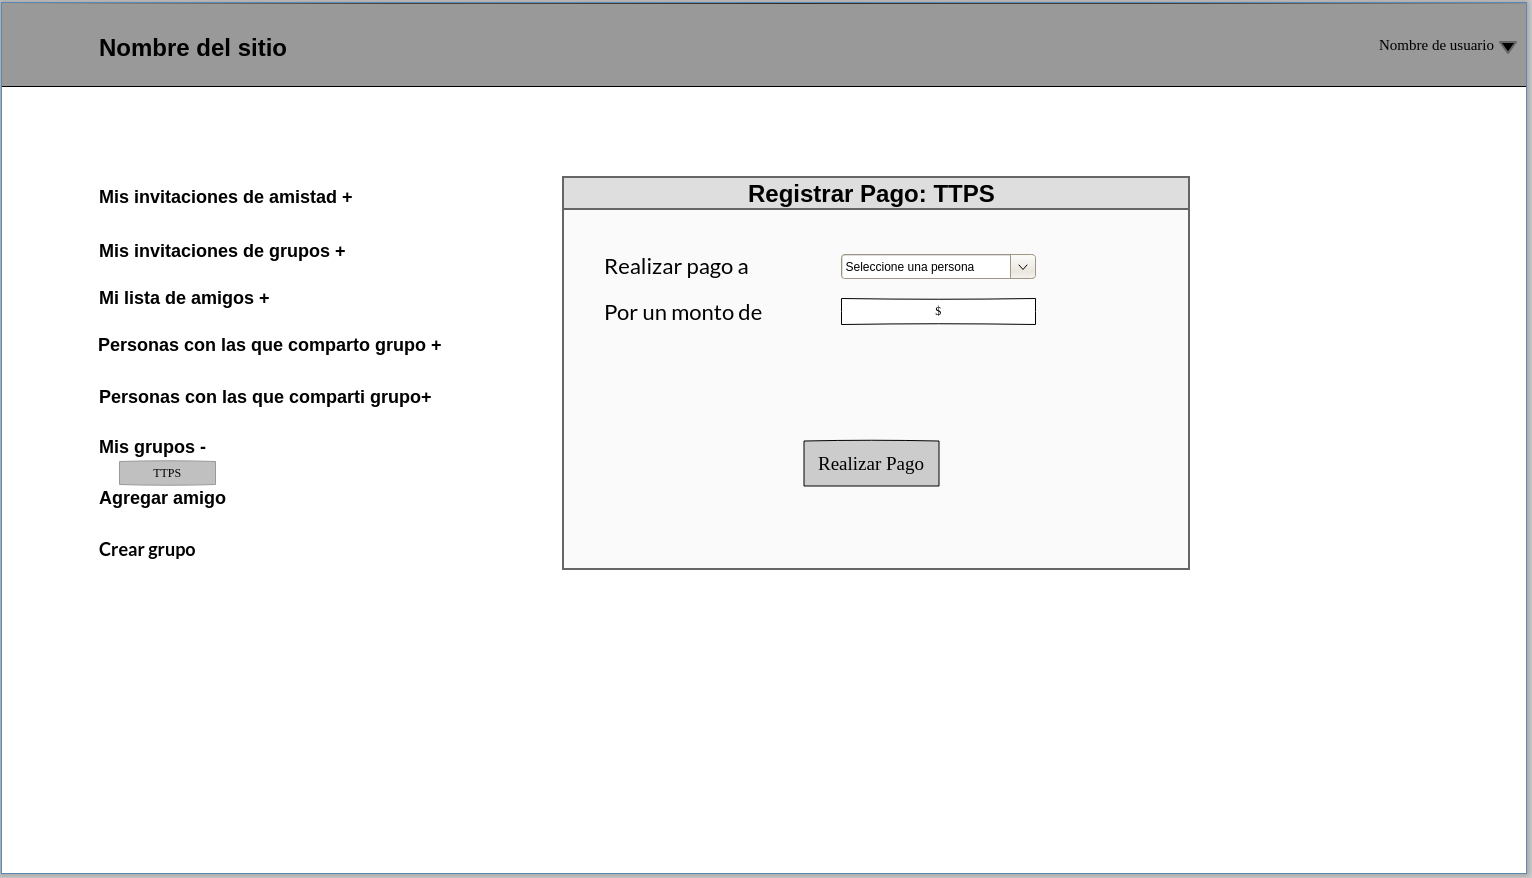 Nombre del sitio
Nombre de usuario
Mis invitaciones de amistad +
Mis invitaciones de grupos +
Mi lista de amigos +
Personas con las que comparto grupo +
Personas con las que comparti grupo+
Mis grupos -
TTPS
Agregar amigo
Crear grupo
Registrar Pago: TTPS
Realizar pago a
Seleccione una persona
Por un monto de
$
Realizar Pago